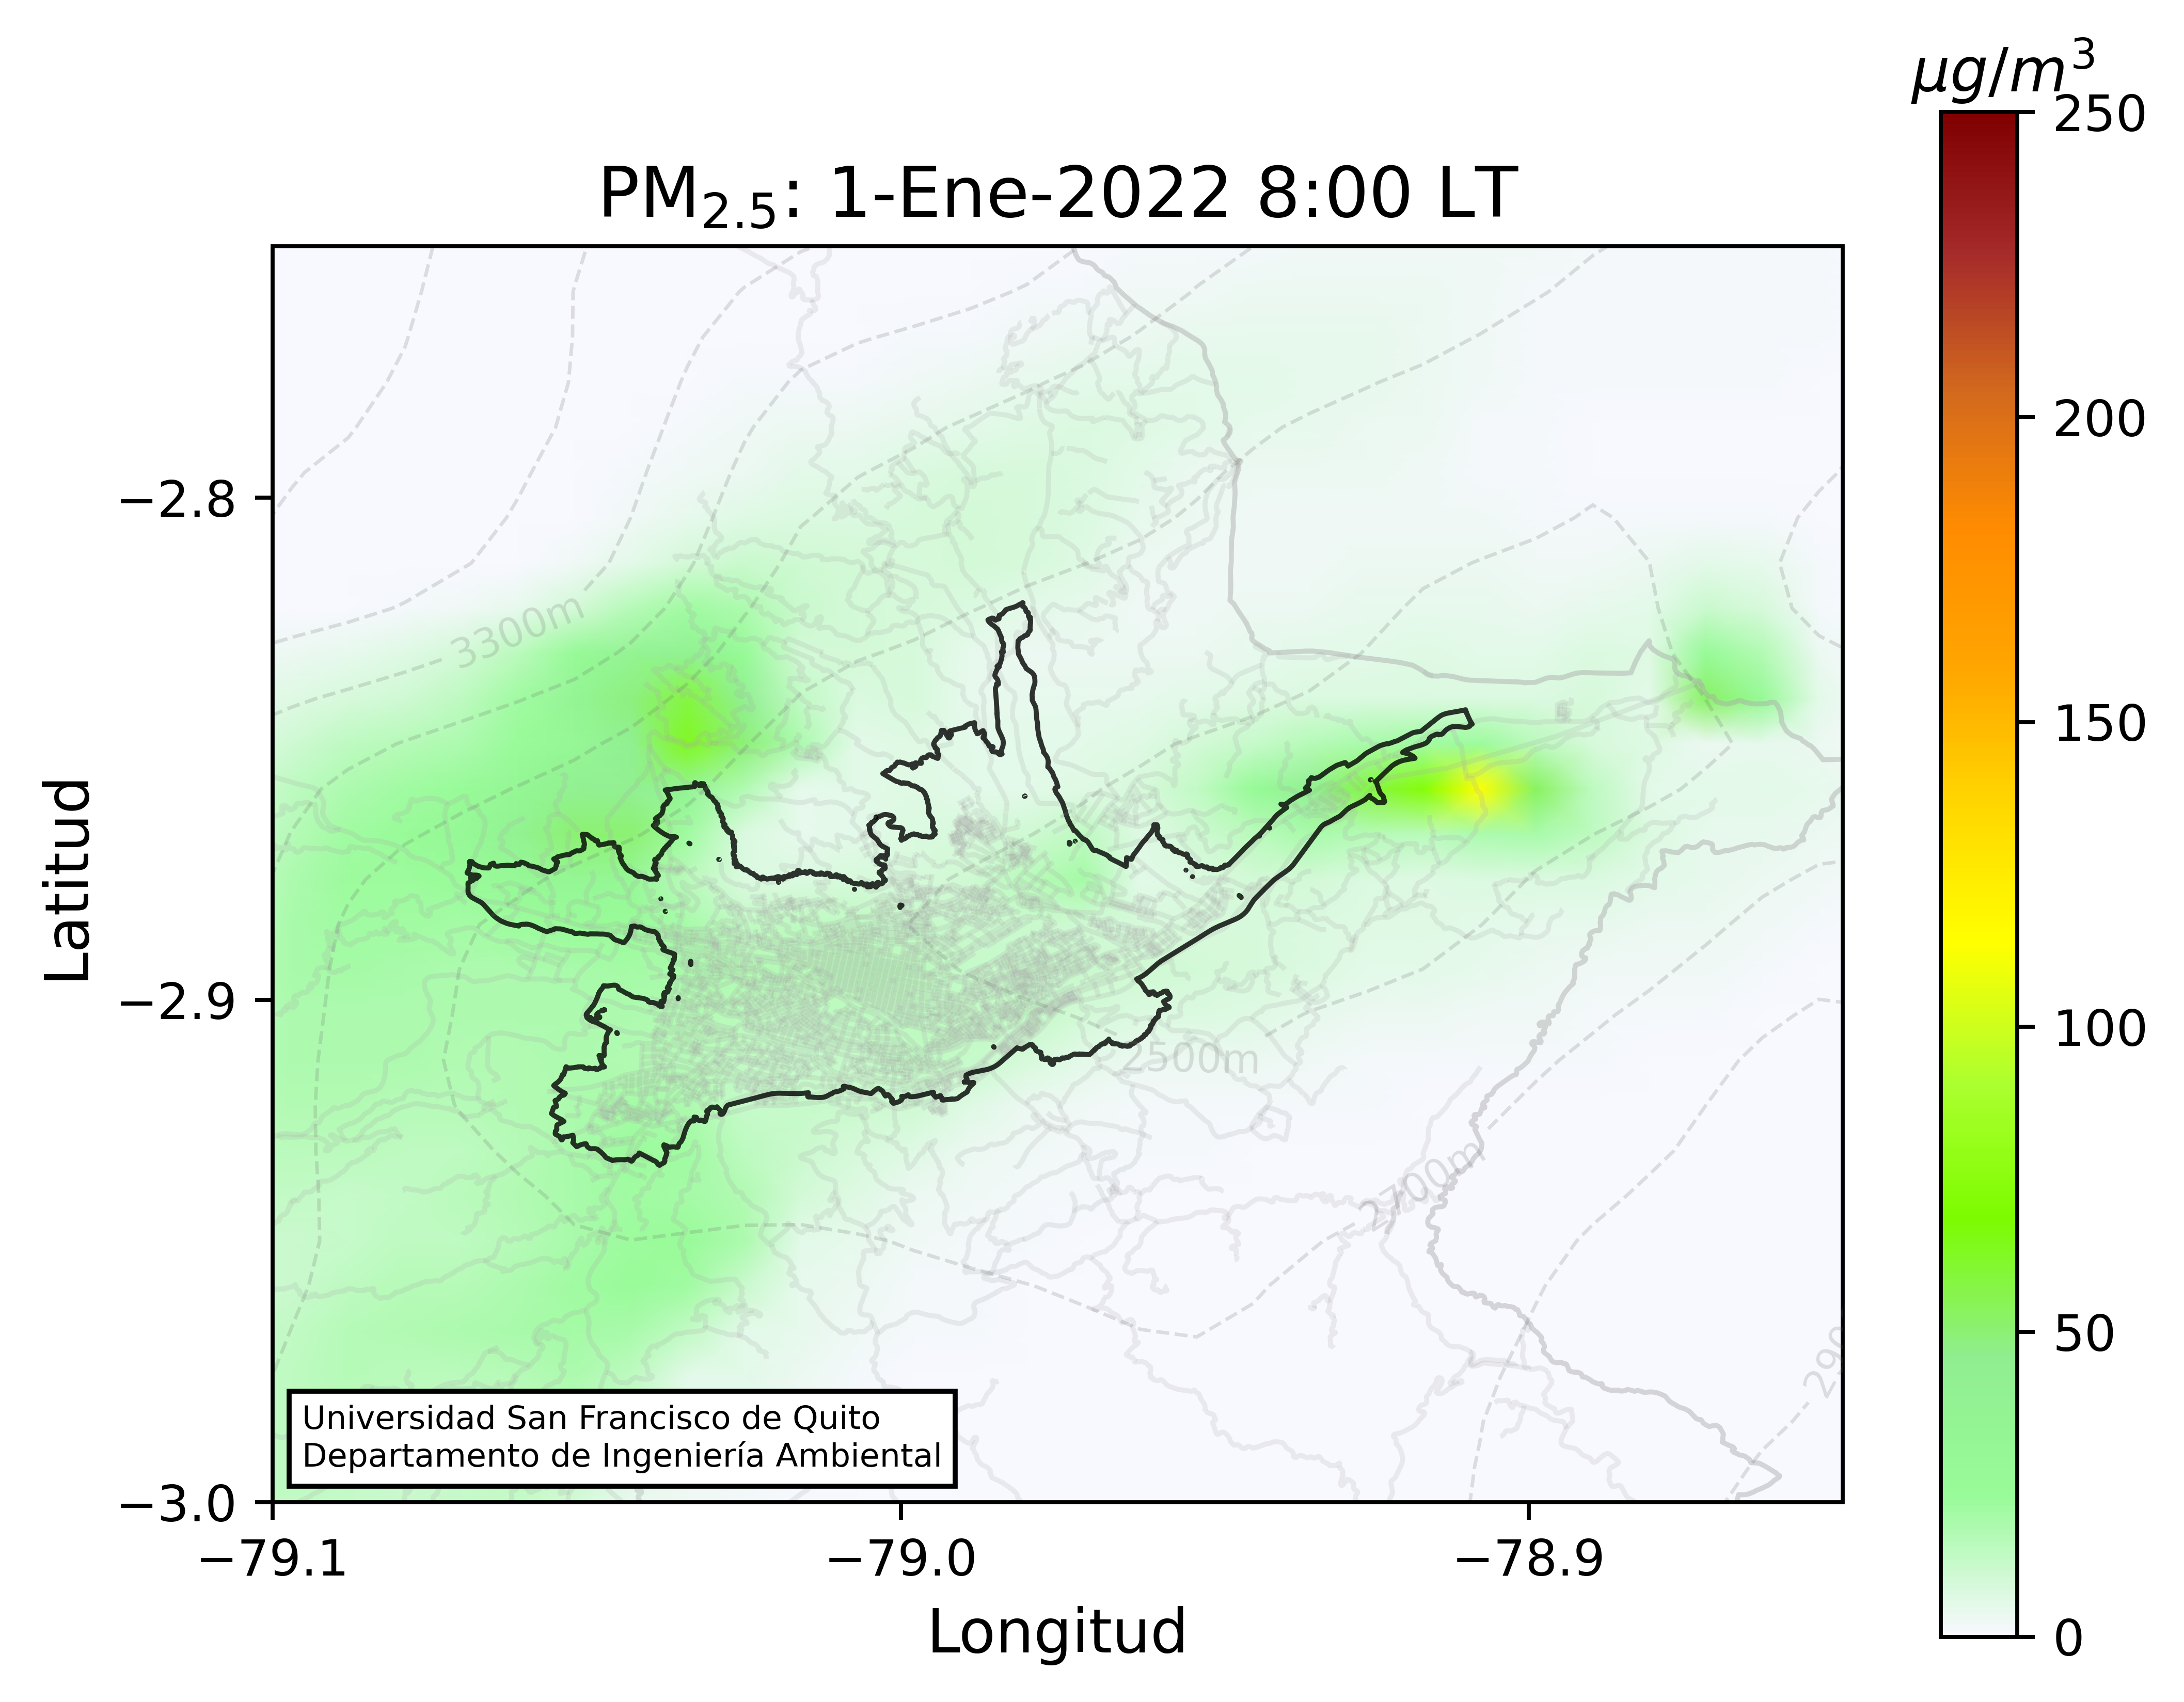 μg/m³
250
PM₂.₅: 1-Ene-2022 8:00 LT
200
−2.8
3300m
150
Latitud
−2.9
100
2500m
2700m
50
Universidad San Francisco de Quito
Departamento de Ingeniería Ambiental
−3.0
−79.1
−79.0
−78.9
0
Longitud